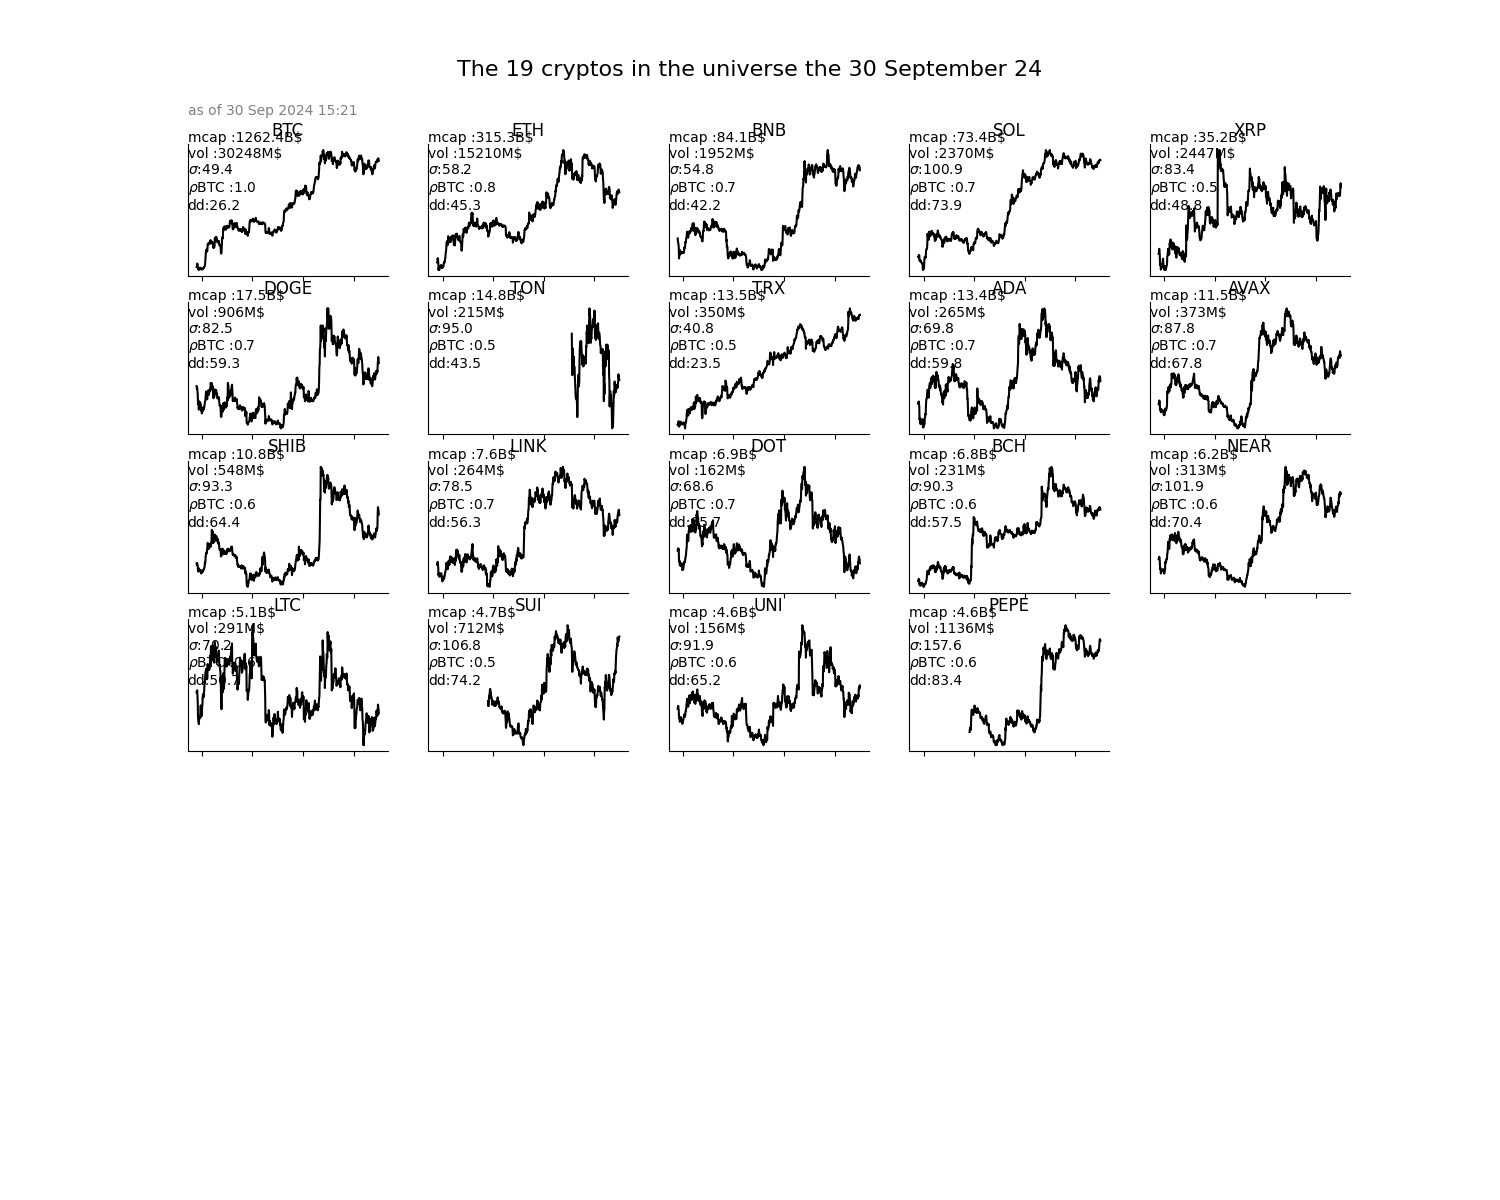 The 19 cryptos in the universe the 30 September 24
as of 30 Sep 2024 15:21
BTC
mcap :1262.4B$
vol :30248M$
σ:49.4
ρBTC :1.0
dd:26.2
ETH
mcap :315.3B$
vol :15210M$
σ:58.2
ρBTC :0.8
dd:45.3
BNB
mcap :84.1B$
vol :1952M$
σ:54.8
ρBTC :0.7
dd:42.2
SOL
mcap :73.4B$
vol :2370M$
σ:100.9
ρBTC :0.7
dd:73.9
XRP
mcap :35.2B$
vol :2447M$
σ:83.4
ρBTC :0.5
dd:48.8
DOGE
mcap :17.5B$
vol :906M$
σ:82.5
ρBTC :0.7
dd:59.3
TON
mcap :14.8B$
vol :215M$
σ:95.0
ρBTC :0.5
dd:43.5
TRX
mcap :13.5B$
vol :350M$
σ:40.8
ρBTC :0.5
dd:23.5
ADA
mcap :13.4B$
vol :265M$
σ:69.8
ρBTC :0.7
dd:59.8
AVAX
mcap :11.5B$
vol :373M$
σ:87.8
ρBTC :0.7
dd:67.8
SHIB
mcap :10.8B$
vol :548M$
σ:93.3
ρBTC :0.6
dd:64.4
LINK
mcap :7.6B$
vol :264M$
σ:78.5
ρBTC :0.7
dd:56.3
DOT
mcap :6.9B$
vol :162M$
σ:68.6
ρBTC :0.7
BCH
mcap :6.8B$
vol :231M$
σ:90.3
ρBTC :0.6
dd:57.5
NEAR
mcap :6.2B$
vol :313M$
σ:101.9
ρBTC :0.6
dd:70.4
LTC
mcap :5.1B$
vol :291M$
SUI
mcap :4.7B$
vol :712M$
σ:106.8
ρBTC :0.5
dd:74.2
UNI
mcap :4.6B$
vol :156M$
σ:91.9
ρBTC :0.6
dd:65.2
PEPE
mcap :4.6B$
vol :1136M$
σ:157.6
ρBTC :0.6
dd:83.4